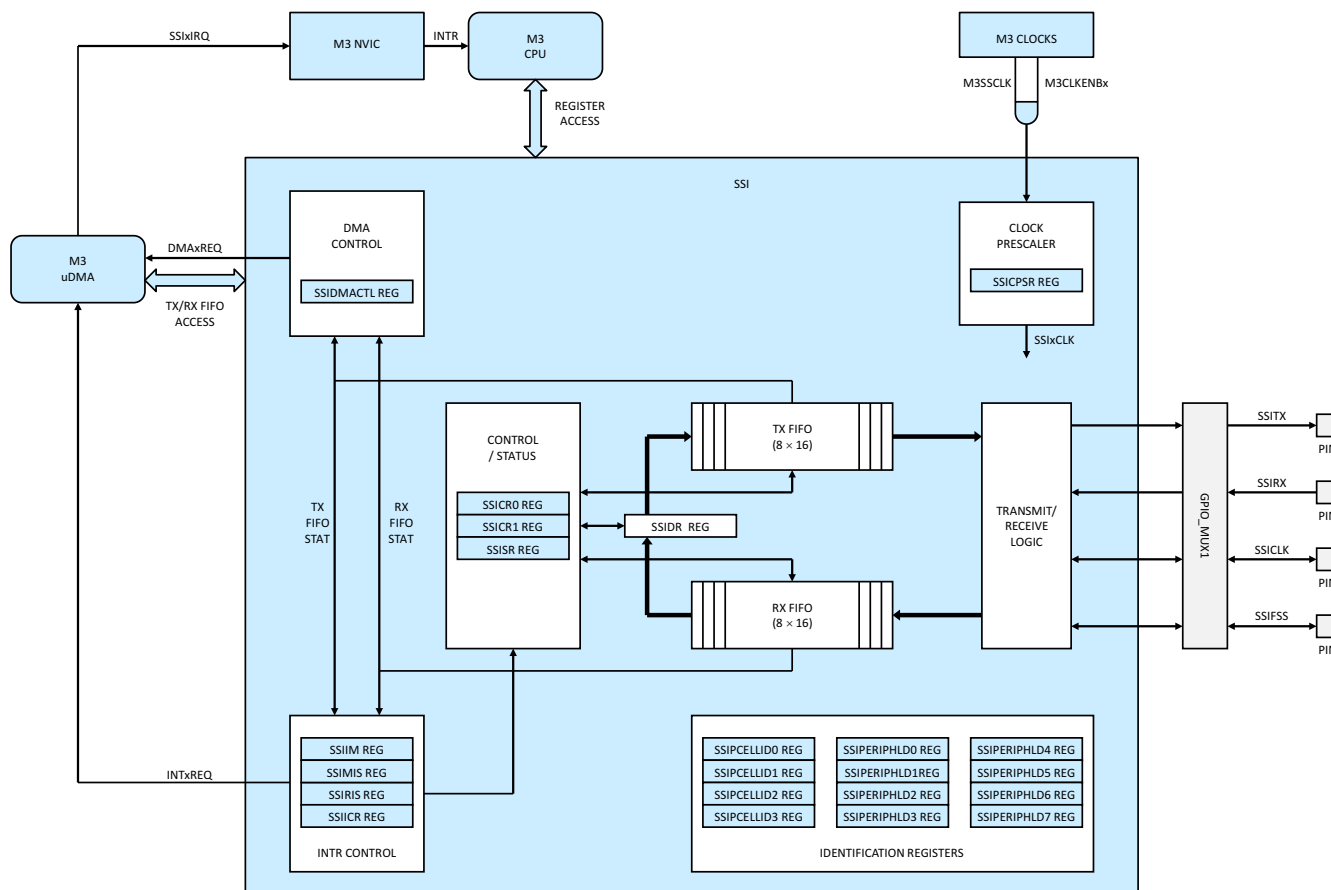 SSIxIRQ
M3 NVIC
INTR
M3
CPU
M3 CLOCKS
M3SSCLK
M3CLKENBx
REGISTER
ACCESS
SSI
DMA
CONTROL
SSIDMACTL REG
CLOCK
PRESCALER
SSICPSR REG
SSIxCLK
M3
uDMA
DMAxREQ
TX/RX FIFO
ACCESS
CONTROL
/ STATUS
SSICR0 REG
SSICR1 REG
SSISR REG
TX FIFO
(8 × 16)
SSIDR REG
RX FIFO
(8 × 16)
TX
FIFO
STAT
RX
FIFO
STAT
TRANSMIT/
RECEIVE
LOGIC
GPIO_MUX1
SSITX
PIN
SSIRX
PIN
SSICLK
PIN
SSIFSS
PIN
INTxREQ
SSIIM REG
SSIMIS REG
SSIRIS REG
SSIICR REG
INTR CONTROL
SSIPCELLID0 REG
SSIPCELLID1 REG
SSIPCELLID2 REG
SSIPCELLID3 REG
SSIPERIPHLD0 REG
SSIPERIPHLD1REG
SSIPERIPHLD2 REG
SSIPERIPHLD3 REG
SSIPERIPHLD4 REG
SSIPERIPHLD5 REG
SSIPERIPHLD6 REG
SSIPERIPHLD7 REG
IDENTIFICATION REGISTERS